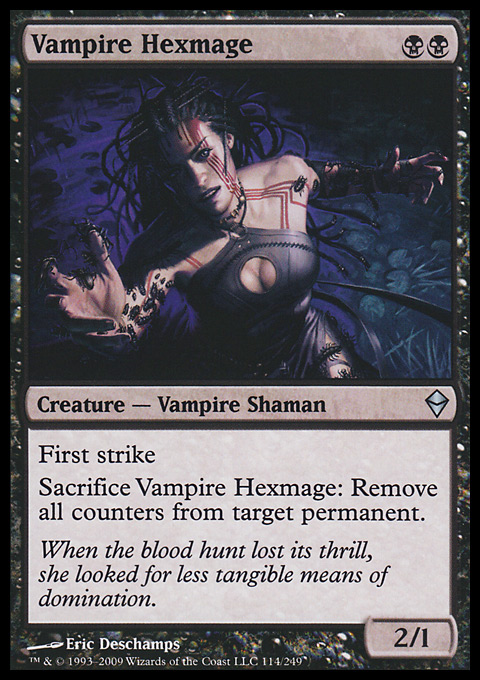 Vampire Hexmage
Creature — Vampire Shaman
First strike
Sacrifice Vampire Hexmage: Remove
all counters from target permanent.
When the blood hunt lost its thrill,
she looked for less tangible means of
domination.
Eric Deschamps
2/1
™ & © 1993–2009 Wizards of the Coast LLC 114/249